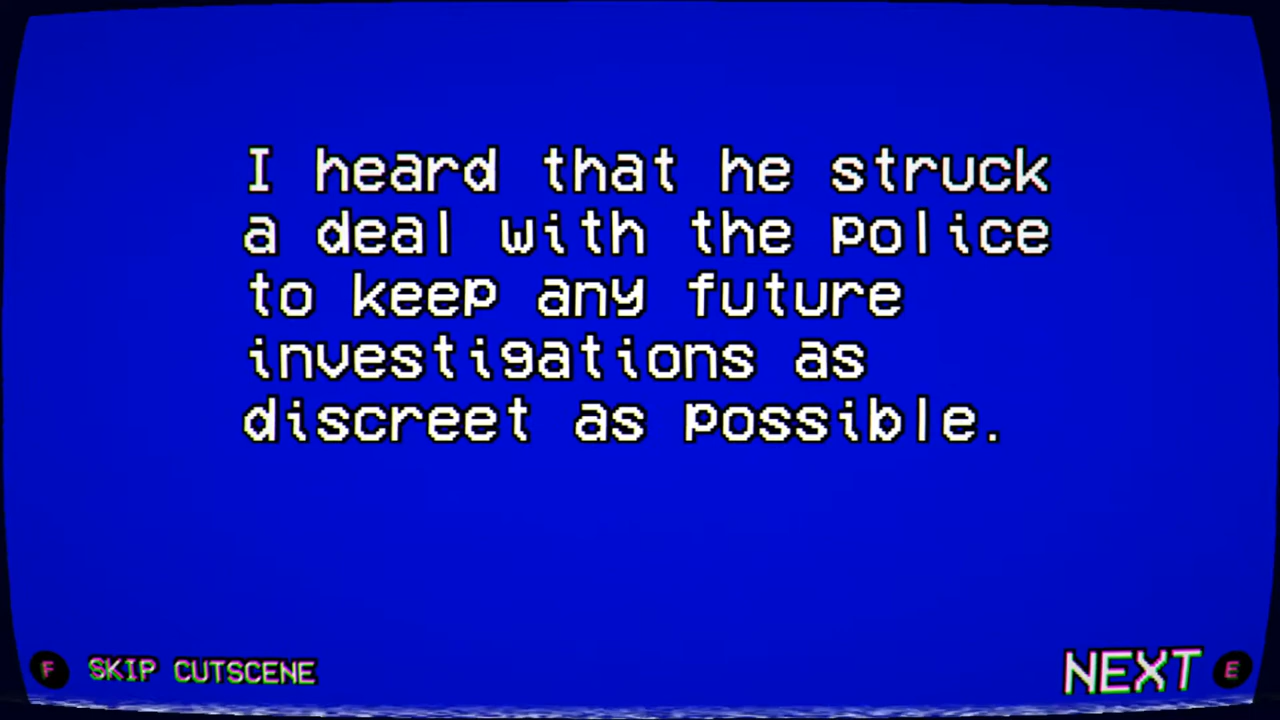 I heard that he struck
a deal with the police
to keep any future
investigations as
discreet as possible.
F SKIP CUTSCENE
NEXT E